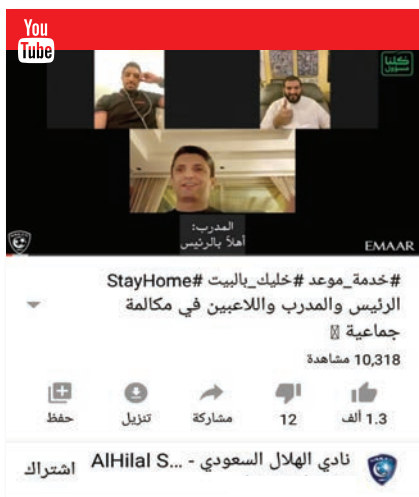 You
Tube
كلنا
مسؤول
المدرب:
أهلاً بالرئيس
EMAAR
#خدمة_موعد #خليك_بالبيت #StayHome
الرئيس والمدرب واللاعبين في مكالمة
جماعية
10,318 مشاهدة
1.3 ألف
12
مشاركة
تنزيل
حفظ
نادي الهلال السعودي - ...AlHilal S
اشتراك